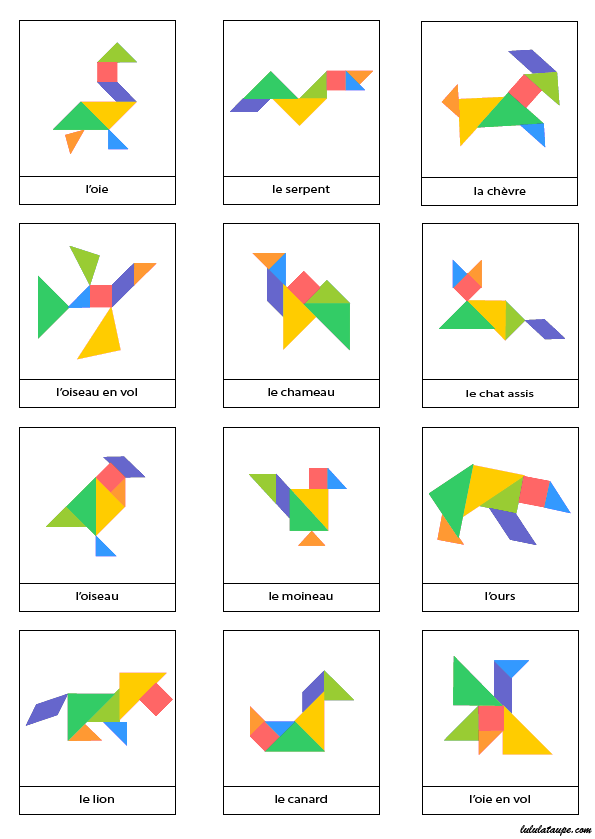 l'oie
le serpent
la chèvre
l'oiseau en vol
le chameau
le chat assis
l'oiseau
le moineau
l'ours
le lion
le canard
l'oie en vol
lululataupe.com